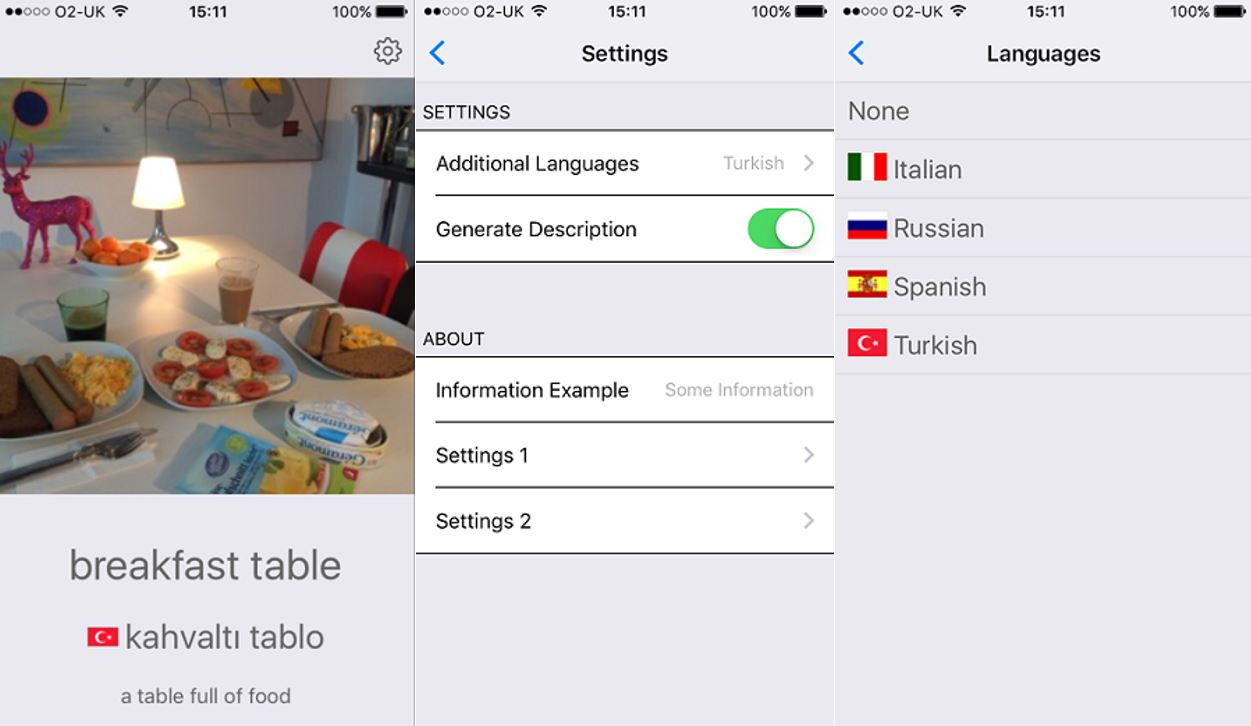 O2-UK 15:11 100%
breakfast table
kahvaltı tablo
a table full of food
O2-UK 15:11 100%
Settings
SETTINGS
Additional Languages Turkish
Generate Description
ABOUT
Information Example Some Information
Settings 1
Settings 2
O2-UK 15:11 100%
Languages
None
Italian
Russian
Spanish
Turkish